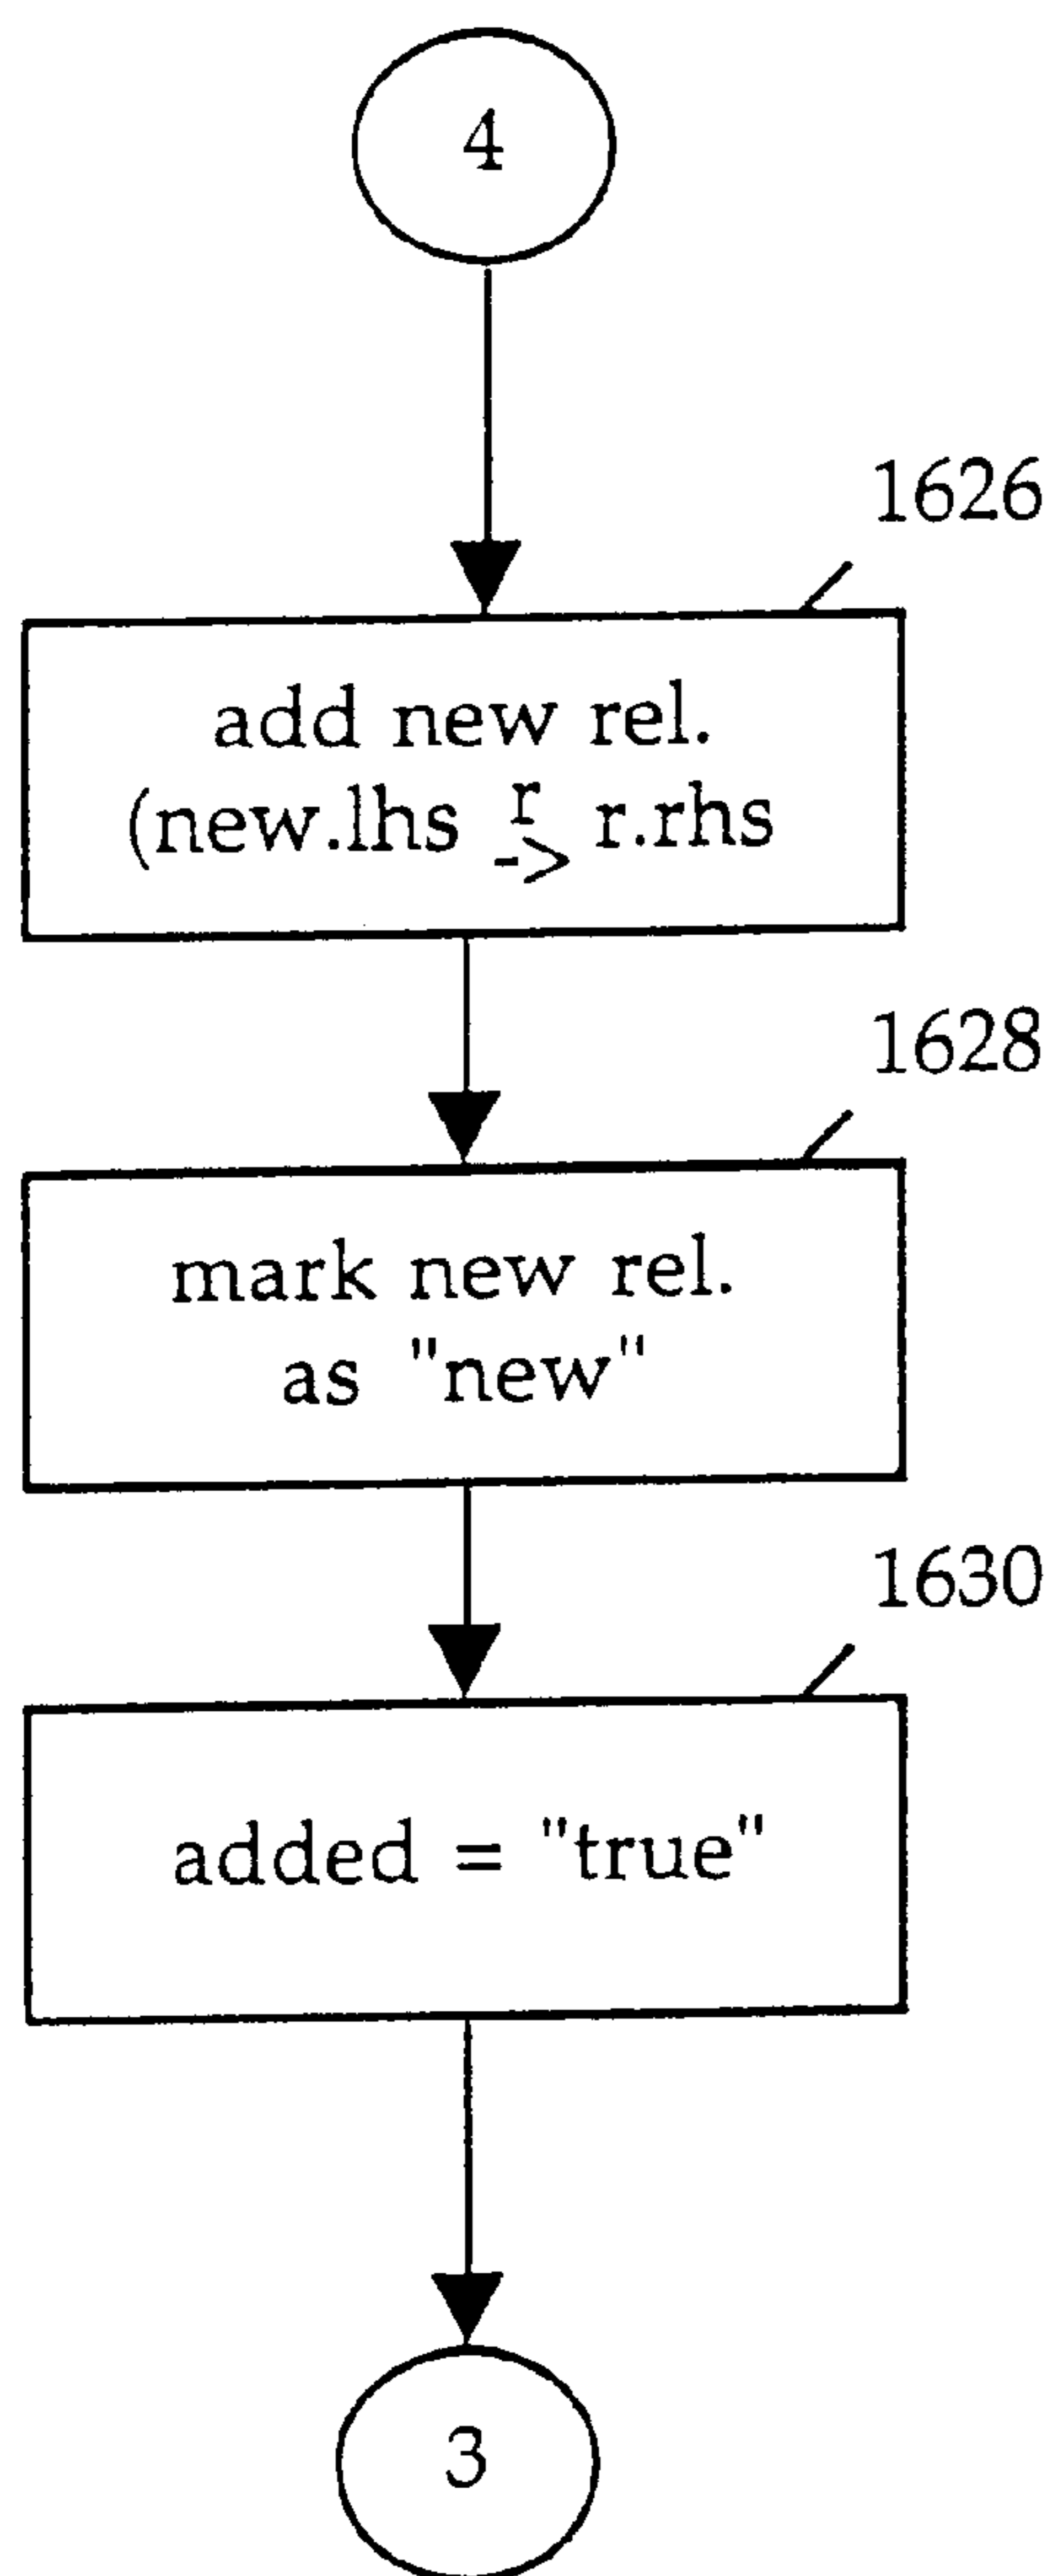 4
1626
add new rel.
(new.lhs r
-> r.rhs
1628
mark new rel.
as "new"
1630
added = "true"
3